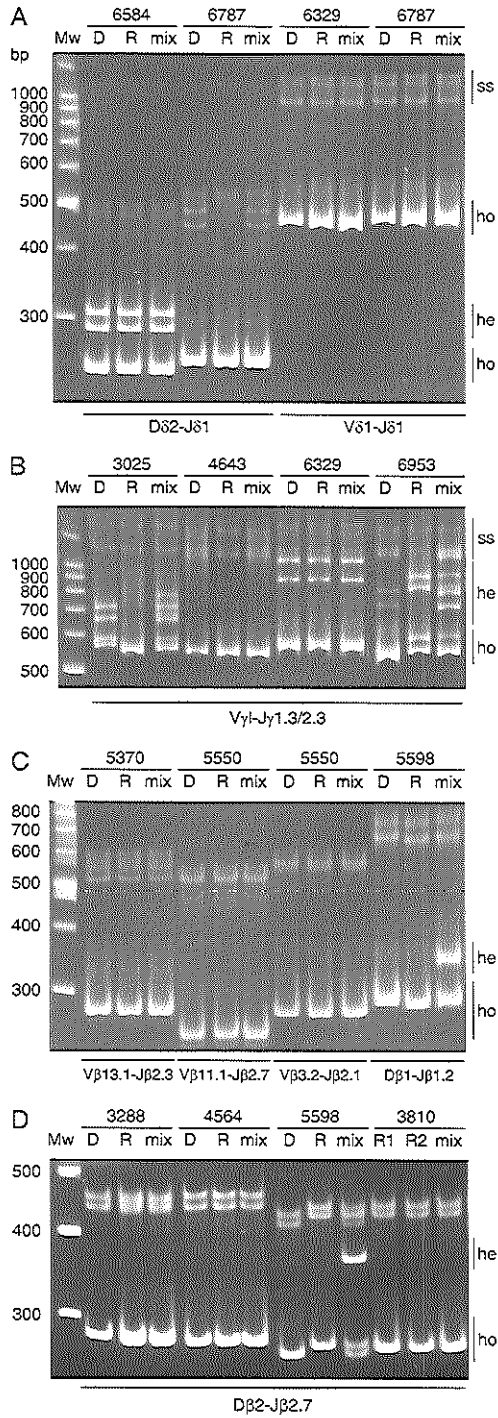 A
6584 6787 6329 6787
Mw D R mix D R mix D R mix D R mix
bp
1000
900
800
700
600
500
400
300
ss
ho
he
ho
Dδ2-Jδ1 Vδ1-Jδ1
B
3025 4643 6329 6953
Mw D R mix D R mix D R mix D R mix
1000
900
800
700
600
500
ss
he
ho
VγI-Jγ1.3/2.3
C
5370 5550 5550 5598
Mw D R mix D R mix D R mix D R mix
800
700
600
500
400
300
he
ho
Vβ13.1-Jβ2.3 Vβ11.1-Jβ2.7 Vβ3.2-Jβ2.1 Dβ1-Jβ1.2
D
3288 4564 5598 3810
Mw D R mix D R mix D R mix R1 R2 mix
500
400
300
he
ho
Dβ2-Jβ2.7